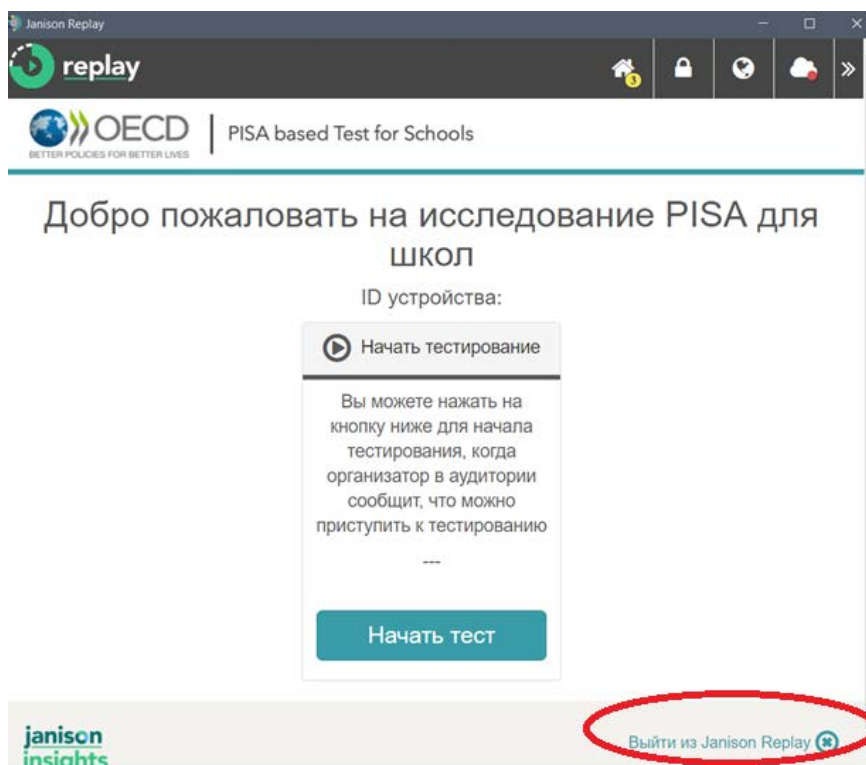 Janison Replay
replay
3
OECD
BETTER POLICIES FOR BETTER LIVES
PISA based Test for Schools
Добро пожаловать на исследование PISA для
школ
ID устройства:
Начать тестирование
Вы можете нажать на
кнопку ниже для начала
тестирования, когда
организатор в аудитории
сообщит, что можно
приступить к тестированию
---
Начать тест
janison
insights
Выйти из Janison Replay